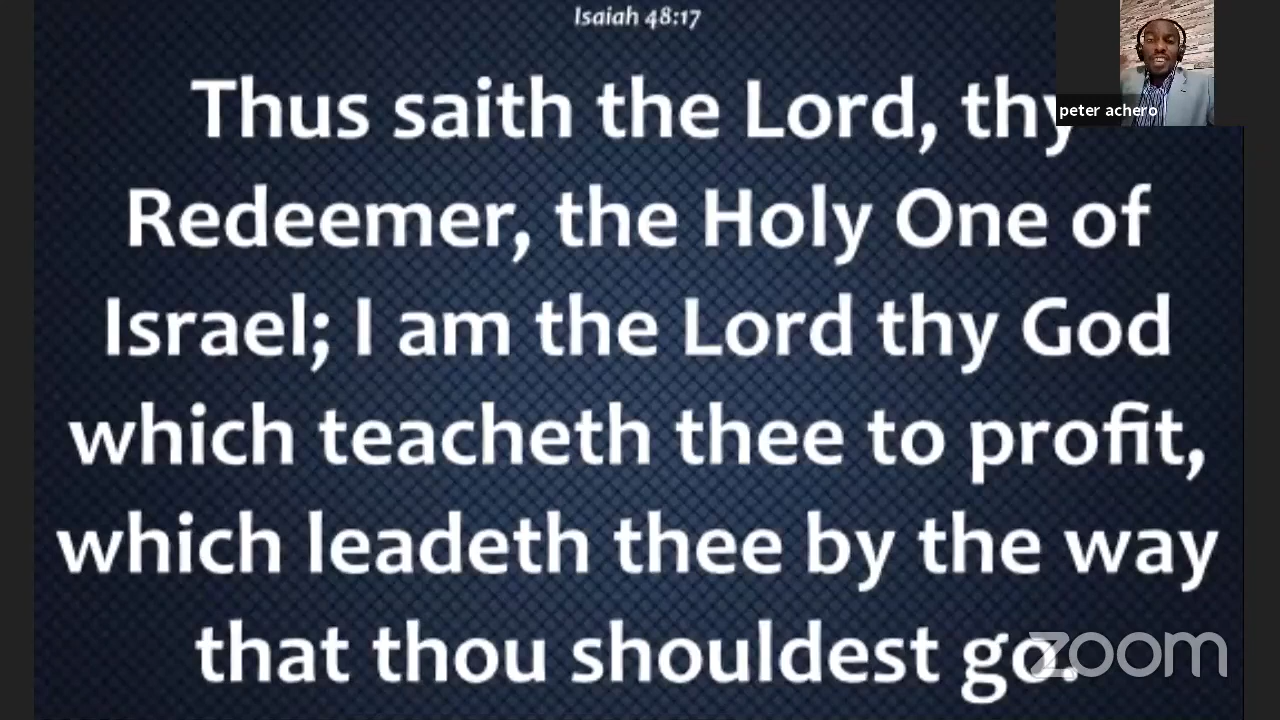 Isaiah 48:17
Thus saith the Lord, thy
Redeemer, the Holy One of
Israel; I am the Lord thy God
which teacheth thee to profit,
which leadeth thee by the way
that thou shouldest go.
peter achero
zoom